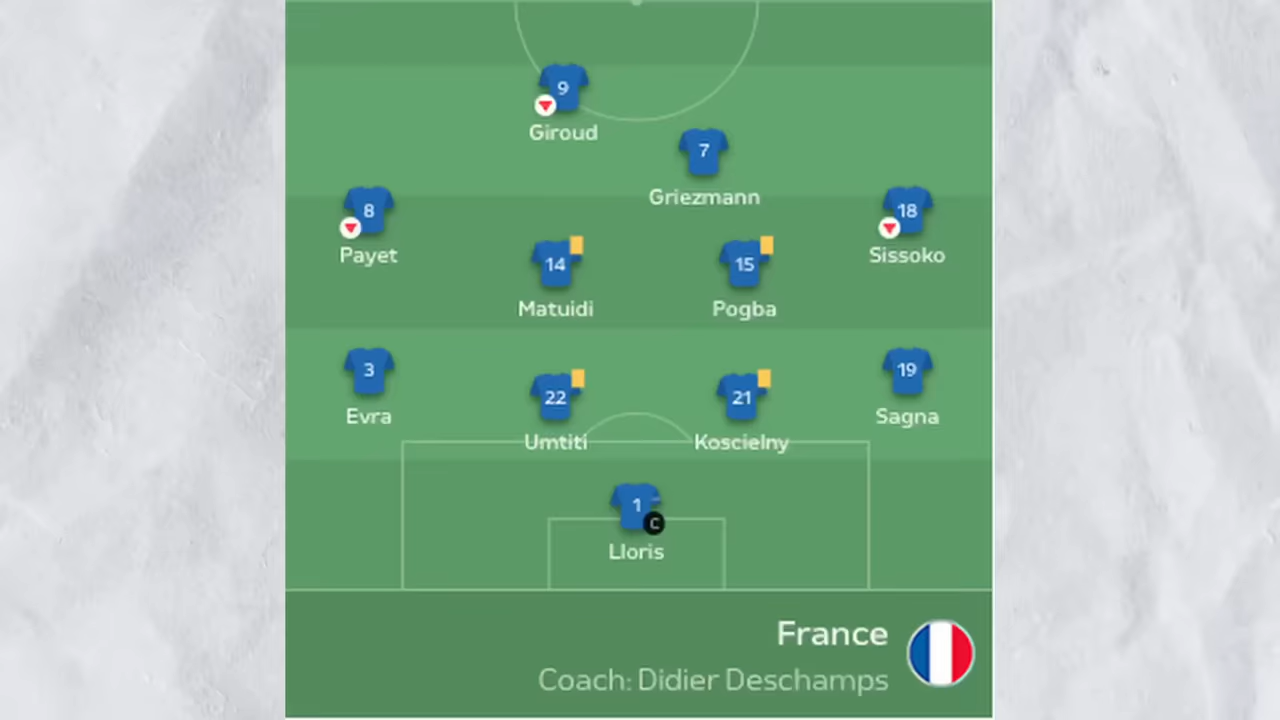 9
Giroud
7
Griezmann
8
Payet
18
Sissoko
14
Matuidi
15
Pogba
3
Evra
19
Sagna
22
Umtiti
21
Koscielny
1
C
Lloris
France
Coach: Didier Deschamps